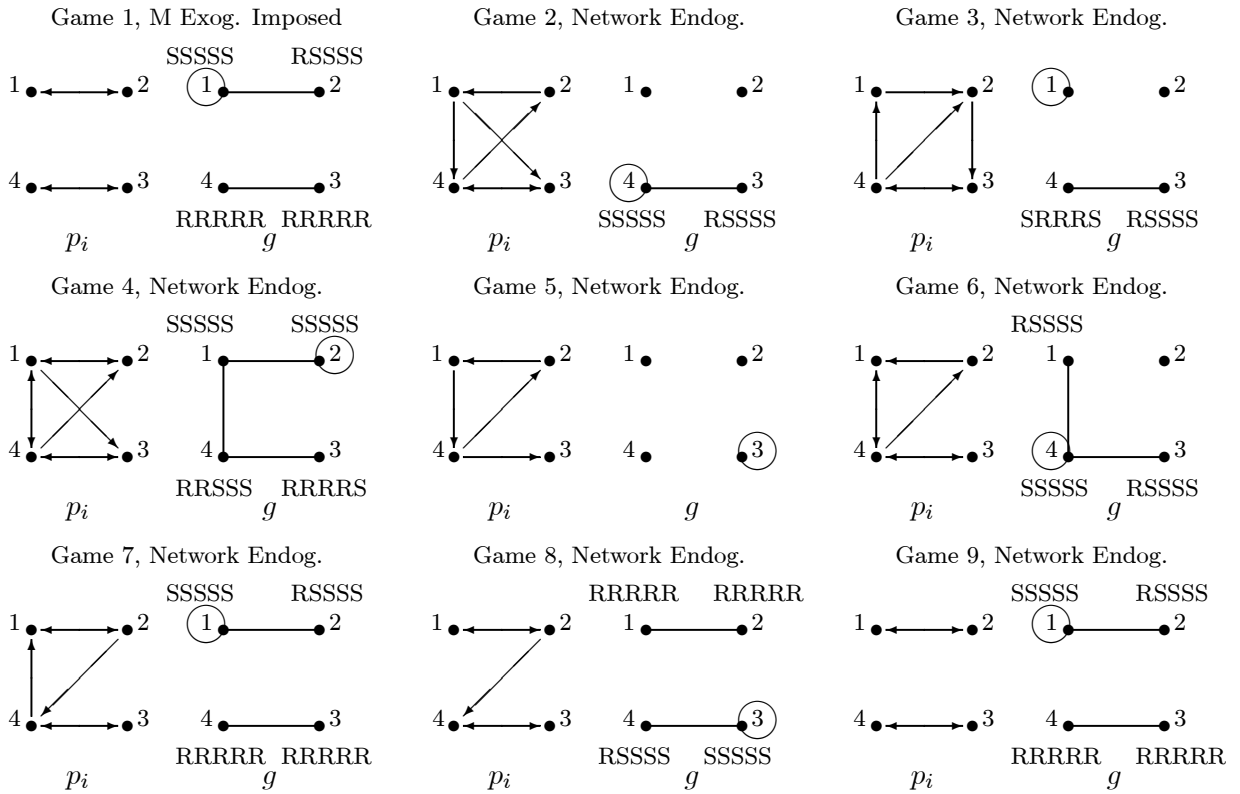 Game 1, M Exog. Imposed Game 2, Network Endog. Game 3, Network Endog.
SSSSS RSSSS
1 2 1 2 1 2 1 2 1 2 1 2
4 3 4 3 4 3 4 3 4 3 4 3
RRRRR RRRRR SSSSS RSSSS SRRRS RSSSS
p_i g p_i g p_i g
Game 4, Network Endog. Game 5, Network Endog. Game 6, Network Endog.
SSSSS SSSSS RSSSS
1 2 1 2 1 2 1 2 1 2 1 2
4 3 4 3 4 3 4 3 4 3 4 3
RRSSS RRRRS SSSSS RSSSS
p_i g p_i g p_i g
Game 7, Network Endog. Game 8, Network Endog. Game 9, Network Endog.
SSSSS RSSSS RRRRR RRRRR SSSSS RSSSS
1 2 1 2 1 2 1 2 1 2 1 2
4 3 4 3 4 3 4 3 4 3 4 3
RRRRR RRRRR RSSSS SSSSS RRRRR RRRRR
p_i g p_i g p_i g